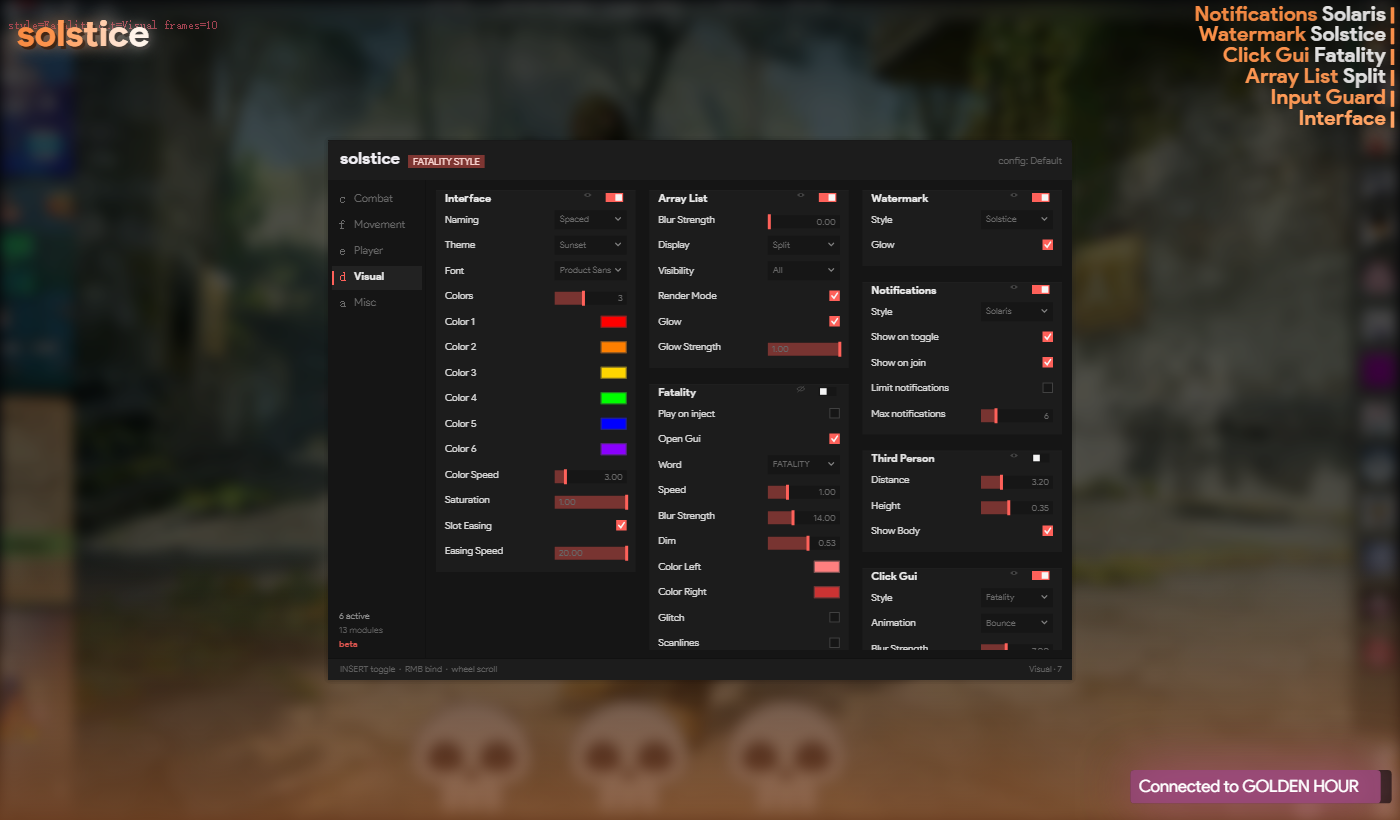 solstice
Notifications Solaris
Watermark Solstice
Click Gui Fatality
Array List Split
Input Guard
Interface
solstice FATALITY STYLE
config: Default
c Combat
f Movement
e Player
d Visual
a Misc
6 active
13 modules
beta
Interface
Naming Spaced
Theme Sunset
Font Product Sans
Colors 3
Color 1
Color 2
Color 3
Color 4
Color 5
Color 6
Color Speed 3.00
Saturation 1.00
Slot Easing
Easing Speed 20.00
Array List
Blur Strength 0.00
Display Split
Visibility All
Render Mode
Glow
Glow Strength 1.00
Fatality
Play on inject
Open Gui
Word FATALITY
Speed 1.00
Blur Strength 14.00
Dim 0.53
Color Left
Color Right
Glitch
Scanlines
Watermark
Style Solstice
Glow
Notifications
Style Solaris
Show on toggle
Show on join
Limit notifications
Max notifications 6
Third Person
Distance 3.20
Height 0.35
Show Body
Click Gui
Style Fatality
Animation Bounce
Blur Strength
INSERT toggle · RMB bind · wheel scroll
Visual · 7
Connected to GOLDEN HOUR